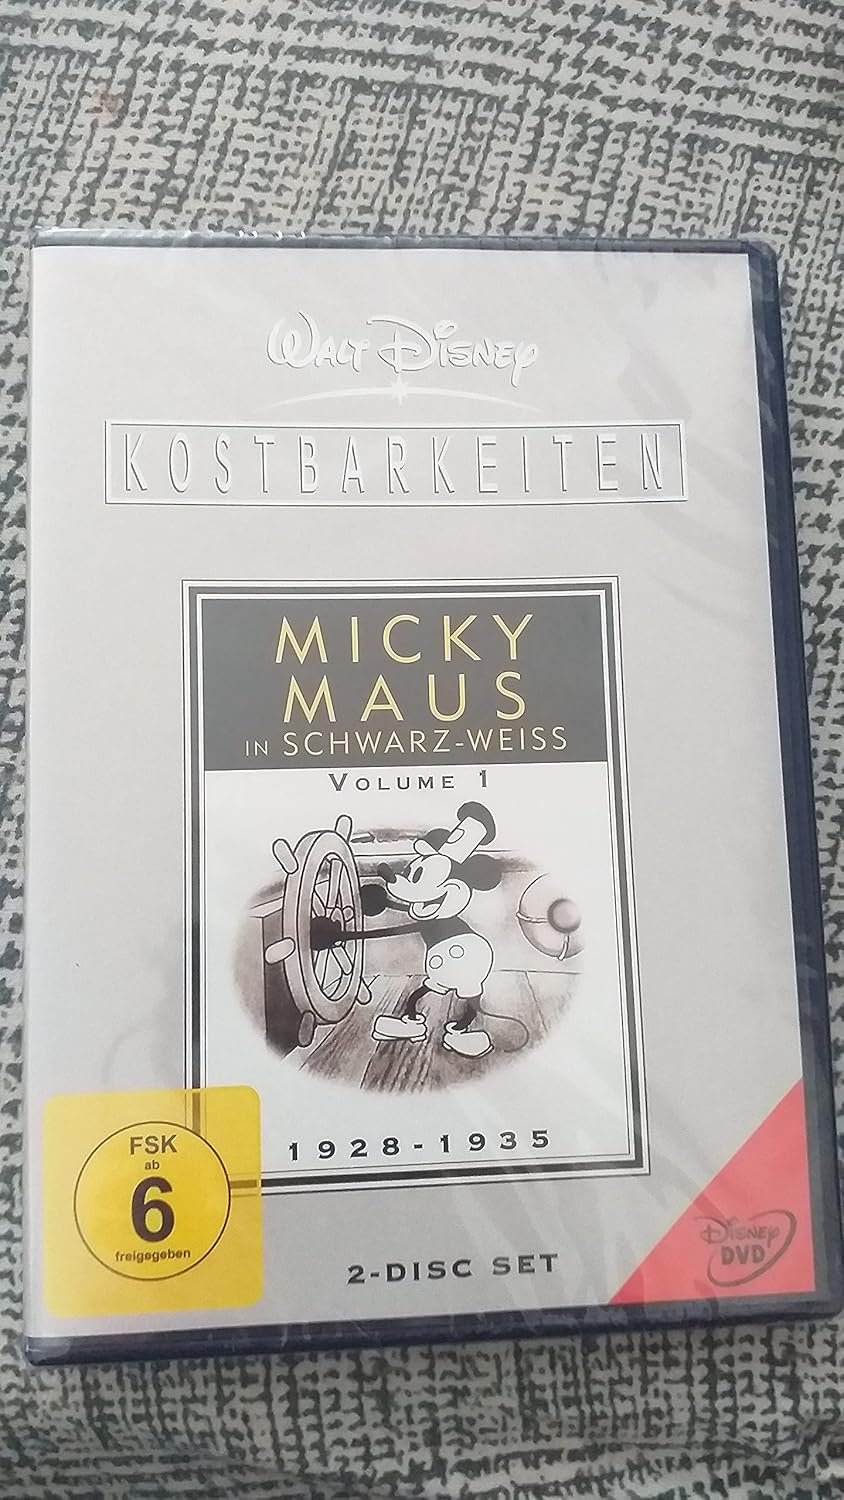 Walt Disney
KOSTBARKEITEN
MICKY
MAUS
IN SCHWARZ-WEISS
VOLUME 1
1928-1935
FSK
ab
6
freigegeben
2-DISC SET
Disney
DVD